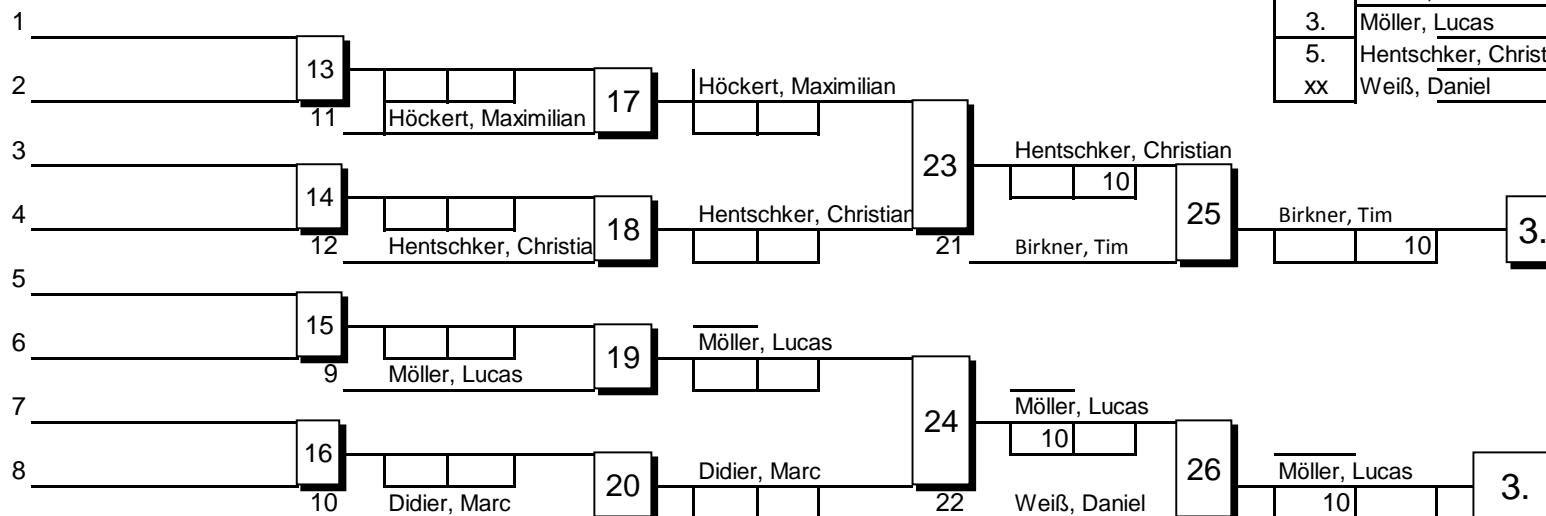 1
3. Möller, Lucas
5. Hentschker, Christ
13
2
17 Höckert, Maximilian
xx Weiß, Daniel
11 Höckert, Maximilian
3
23 Hentschker, Christian
14
10
4
18 Hentschker, Christian
25 Birkner, Tim
3.
12 Hentschker, Christia
21 Birkner, Tim
10
5
15
6
19 Möller, Lucas
9 Möller, Lucas
7
24 Möller, Lucas
16
10
8
20 Didier, Marc
26 Möller, Lucas
3.
10 Didier, Marc
22 Weiß, Daniel
10